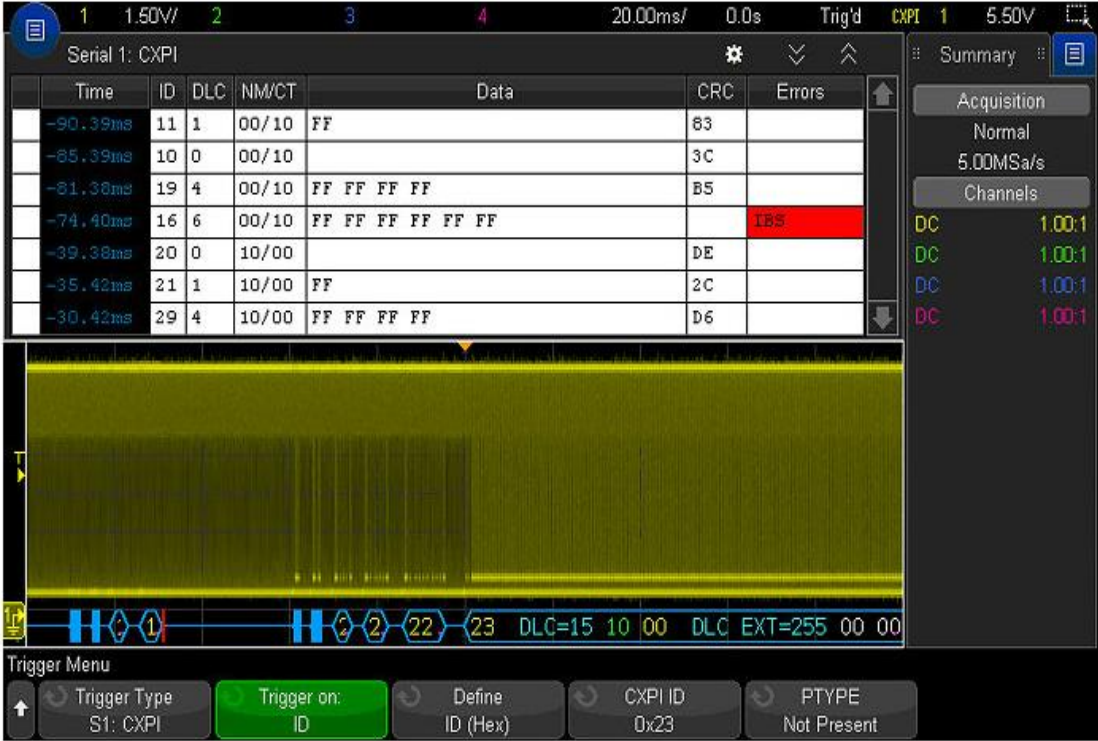 1 1.50V/ 2 3 4 20.00ms/ 0.0s Trig'd CXPI 1 5.50V
Serial 1: CXPI
Summary
Time ID DLC NM/CT Data CRC Errors
-90.39ms 11 1 00/10 FF 83
-85.39ms 10 0 00/10 3C
-81.38ms 19 4 00/10 FF FF FF FF B5
-74.40ms 16 6 00/10 FF FF FF FF FF FF IBS
-39.38ms 20 0 10/00 DE
-35.42ms 21 1 10/00 FF 2C
-30.42ms 29 4 10/00 FF FF FF FF D6
Acquisition
Normal
5.00MSa/s
Channels
DC 1.00:1
DC 1.00:1
DC 1.00:1
DC 1.00:1
T
1 2 2 22 23 DLC=15 10 00 DLC EXT=255 00 00
Trigger Menu
Trigger Type
S1: CXPI
Trigger on:
ID
Define
ID (Hex)
CXPI ID
0x23
PTYPE
Not Present